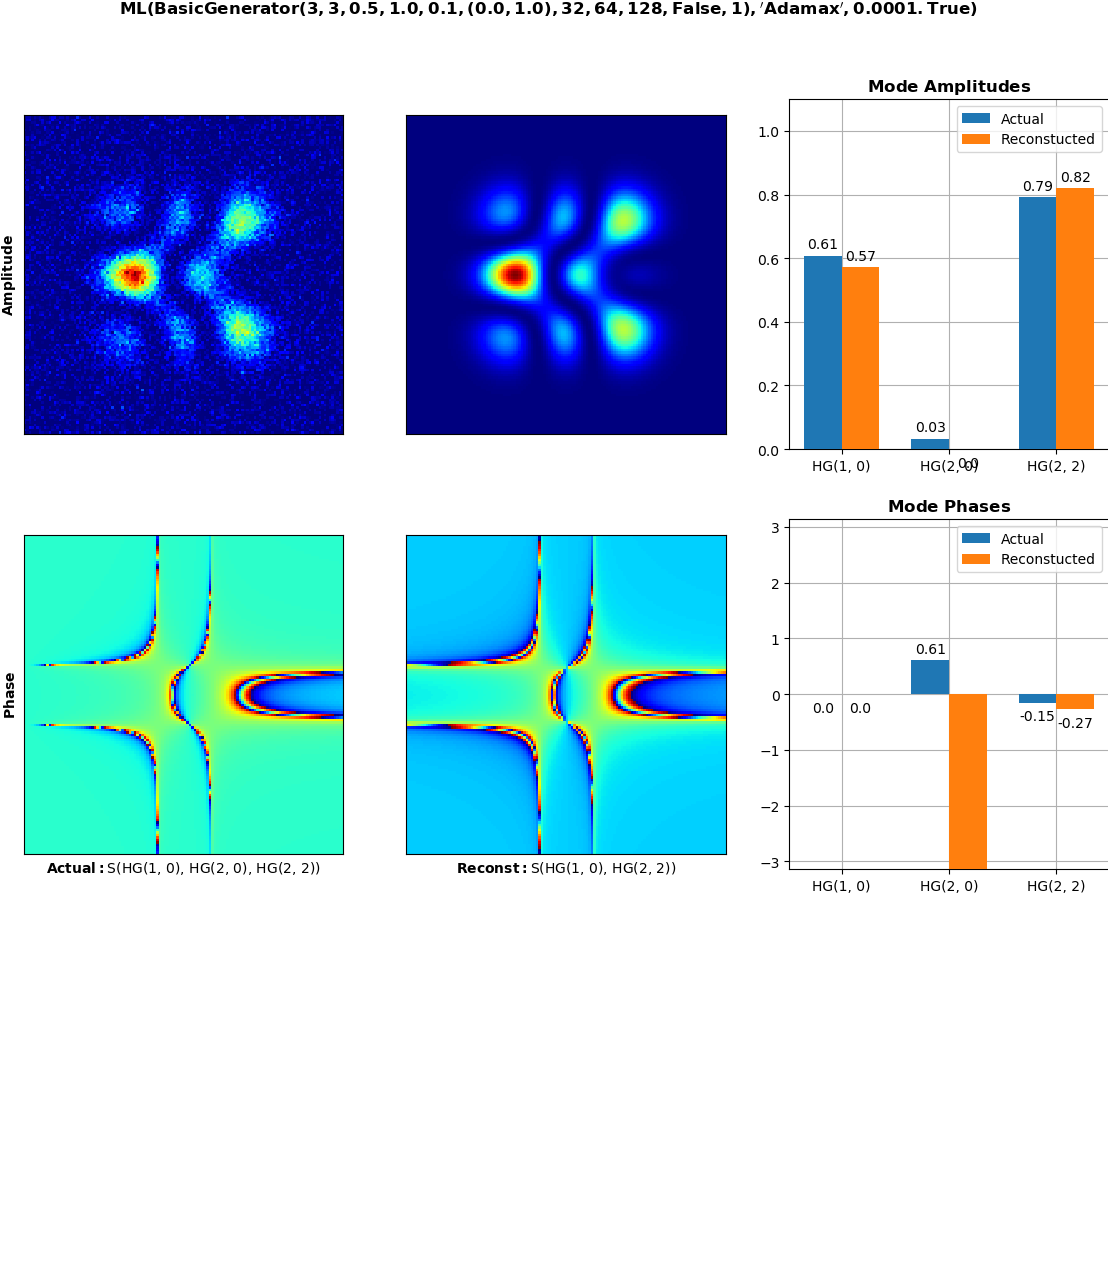 ML(BasicGenerator(3, 3, 0.5, 1.0, 0.1, (0.0, 1.0), 32, 64, 128, False, 1), ′Adamax′, 0.0001. True)
Amplitude
Mode Amplitudes
Actual
Reconstucted
1.0
0.8
0.6
0.4
0.2
0.0
0.61
0.57
0.03
0.0
0.79
0.82
HG(1, 0)
HG(2, 0)
HG(2, 2)
Phase
Actual: S(HG(1, 0), HG(2, 0), HG(2, 2))
Reconst: S(HG(1, 0), HG(2, 2))
Mode Phases
Actual
Reconstucted
3
2
1
0
−1
−2
−3
0.0
0.0
0.61
-0.15
-0.27
HG(1, 0)
HG(2, 0)
HG(2, 2)